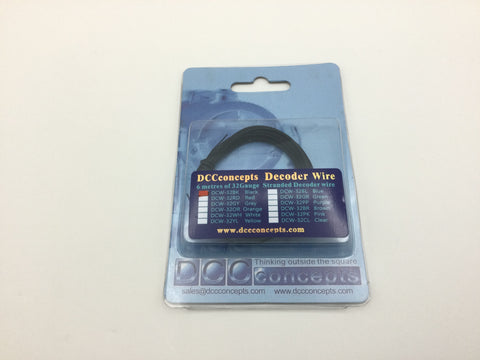 DCCconcepts Decoder Wire
6 metres of 32Gauge Stranded Decoder wire
DCW-32BK Black DCW-32BL Blue
DCW-32RD Red DCW-32GR Green
DCW-32GY Grey DCW-32PP Purple
DCW-32OR Orange DCW-32BR Brown
DCW-32WH White DCW-32PK Pink
DCW-32YL Yellow DCW-32CL Clear
www.dccconcepts.com
Thinking outside the square
DCC concepts
sales@dccconcepts.com www.dccconcepts.com